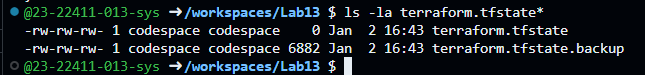 @23-22411-013-sys ➜/workspaces/Lab13 $ ls -la terraform.tfstate*
-rw-rw-rw- 1 codespace codespace    0 Jan  2 16:43 terraform.tfstate
-rw-rw-rw- 1 codespace codespace 6882 Jan  2 16:43 terraform.tfstate.backup
@23-22411-013-sys ➜/workspaces/Lab13 $